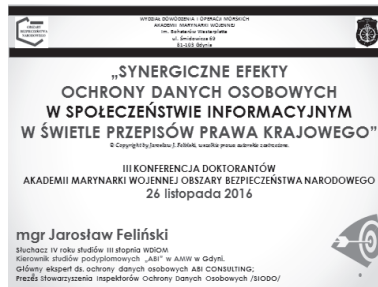 WYDZIAŁ DOWODZENIA I OPERACJI MORSKICH
AKADEMII MARYNARKI WOJENNEJ
im. Bohaterów Westerplatte
ul. Śmidowicza 69
81-103 Gdynia
OBSZARY
BEZPIECZEŃSTWA
NARODOWEGO
„SYNERGICZNE EFEKTY
OCHRONY DANYCH OSOBOWYCH
W SPOŁECZEŃSTWIE INFORMACYJNYM
W ŚWIETLE PRZEPISÓW PRAWA KRAJOWEGO”
© Copyright by Jarosław J. Feliński, wszelkie prawa autorskie zastrzeżone.
III KONFERENCJA DOKTORANTÓW
AKADEMII MARYNARKI WOJENNEJ OBSZARY BEZPIECZEŃSTWA NARODOWEGO
26 listopada 2016
mgr Jarosław Feliński
Słuchacz IV roku studiów III stopnia WDiOM
Kierownik studiów podyplomowych „ABI” w AMW w Gdyni.
Główny ekspert ds. ochrony danych osobowych ABI CONSULTING;
Prezes Stowarzyszenia Inspektorów Ochrony Danych Osobowych /SIODO/